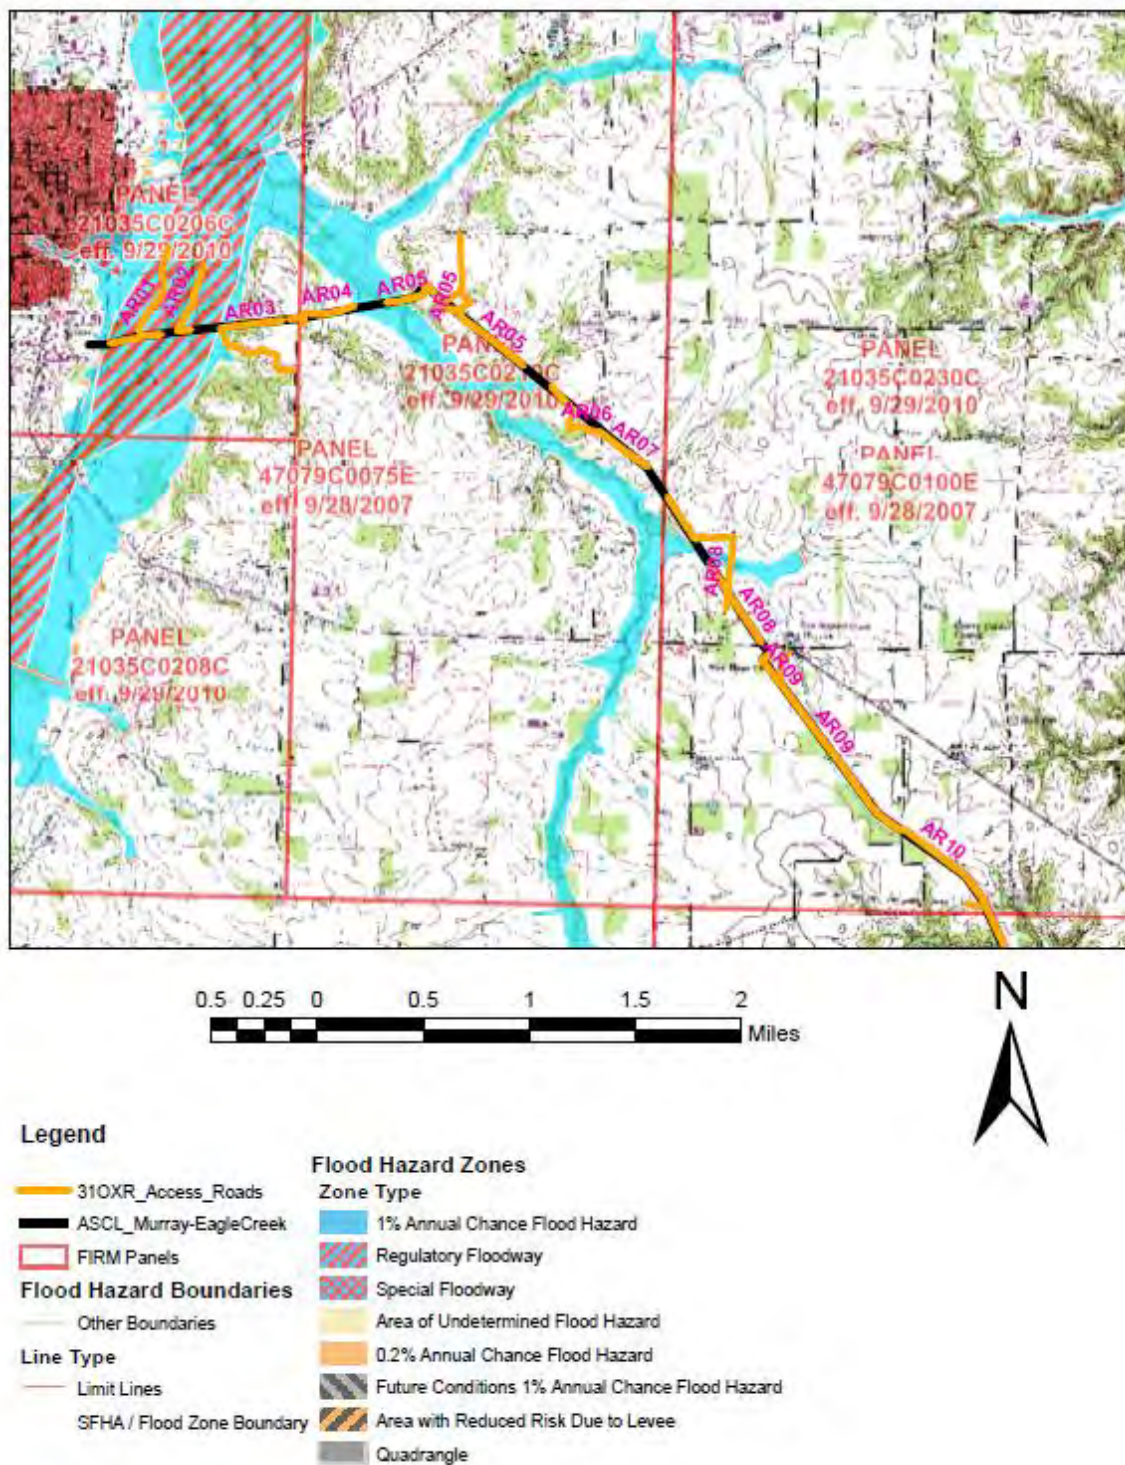 PANEL
21035C0206C
eff. 9/29/2010
AR01
AR02
AR03
AR04
AR05
AR05
AR05
PANEL
eff. 9/29/2010
PANEL
21035C0230C
eff. 9/29/2010
AR06
AR07
PANEL
47079C0075E
eff. 9/28/2007
PANEL
47079C0100E
eff. 9/28/2007
AR08
AR08
PANEL
21035C0208C
eff. 9/29/2010
AR09
AR09
AR10
0.5 0.25 0 0.5 1 1.5 2
Miles
N
Legend
31OXR_Access_Roads
ASCL_Murray-EagleCreek
FIRM Panels
Flood Hazard Boundaries
Other Boundaries
Line Type
Limit Lines
SFHA / Flood Zone Boundary
Flood Hazard Zones
Zone Type
1% Annual Chance Flood Hazard
Regulatory Floodway
Special Floodway
Area of Undetermined Flood Hazard
0.2% Annual Chance Flood Hazard
Future Conditions 1% Annual Chance Flood Hazard
Area with Reduced Risk Due to Levee
Quadrangle